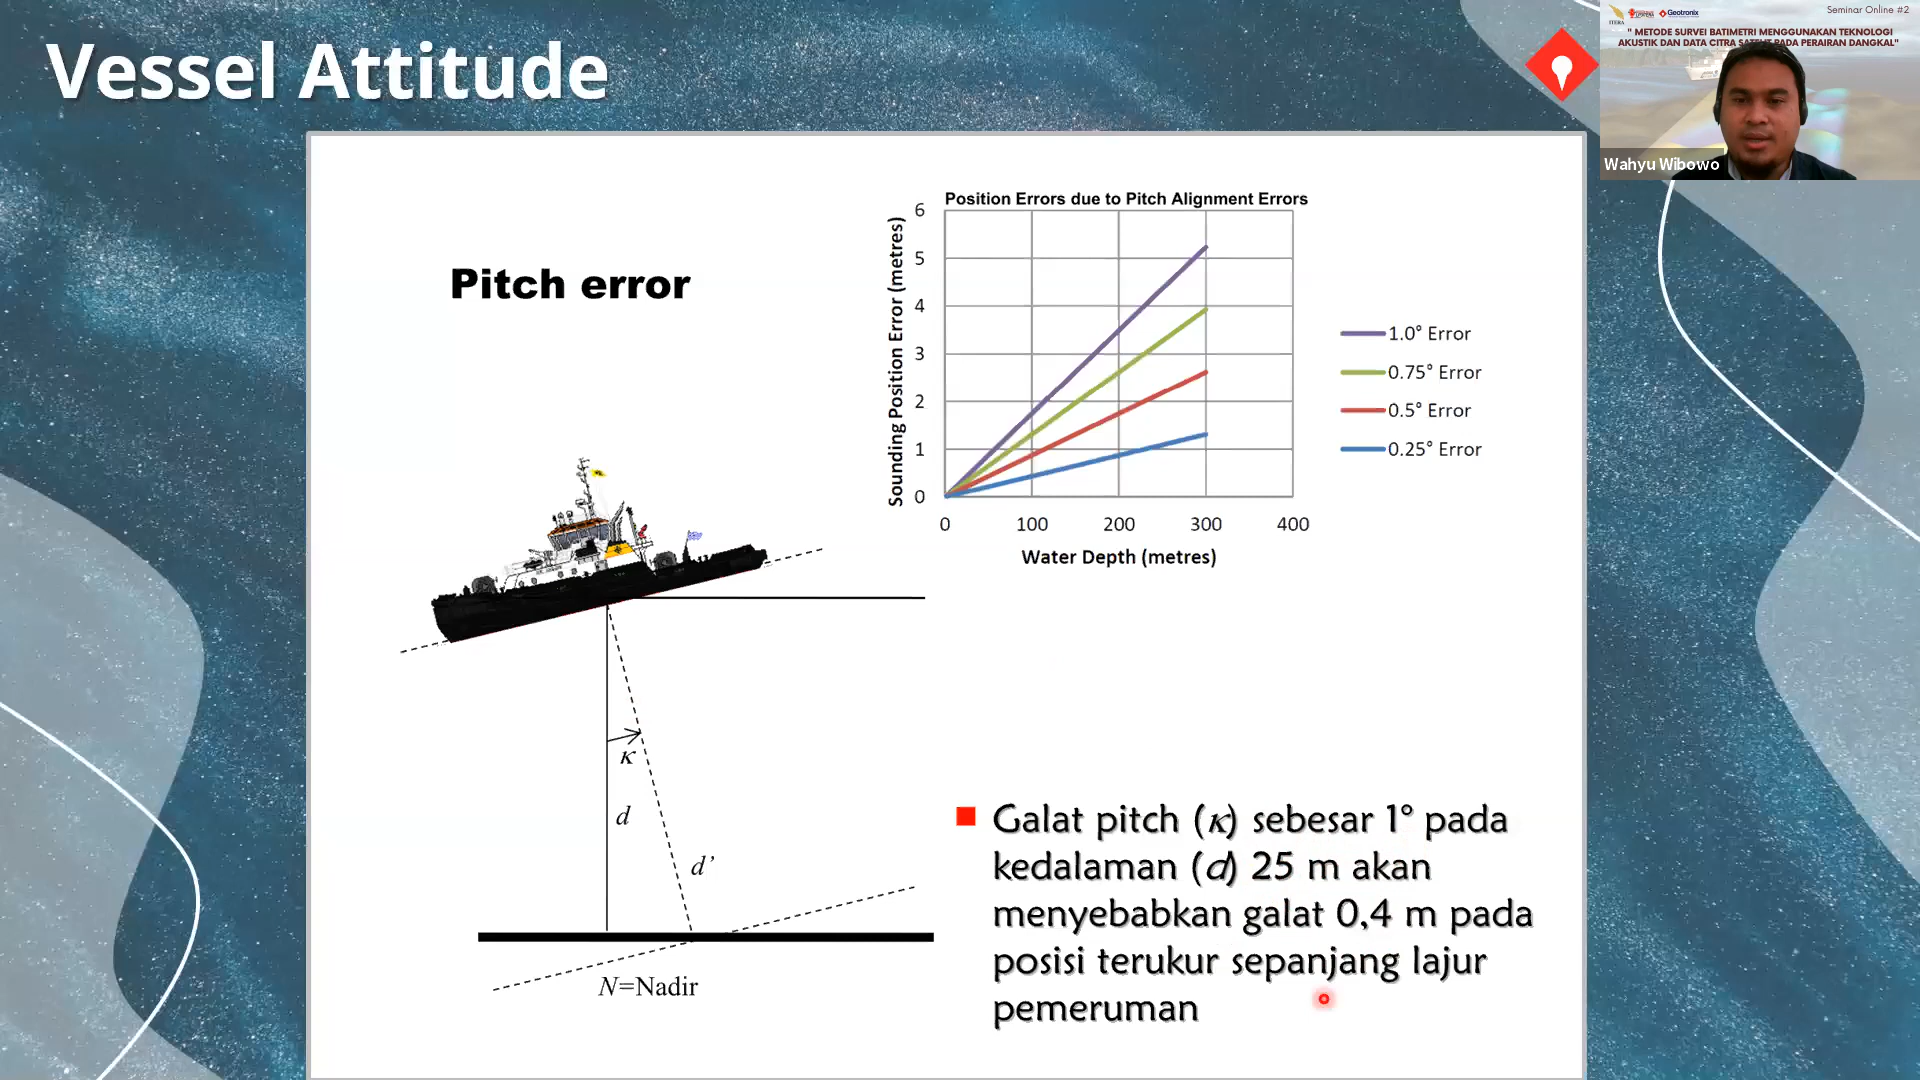 Vessel Attitude
ITERA
Geotronix
Seminar Online #2
" METODE SURVEI BATIMETRI MENGGUNAKAN TEKNOLOGI
AKUSTIK DAN DATA CITRA SATELIT PADA PERAIRAN DANGKAL"
Wahyu Wibowo
Pitch error
Position Errors due to Pitch Alignment Errors
Sounding Position Error (metres)
6
5
4
3
2
1
0
0 100 200 300 400
Water Depth (metres)
1.0° Error
0.75° Error
0.5° Error
0.25° Error
κ
d
d’
N=Nadir
Galat pitch (κ) sebesar 1° pada
kedalaman (d) 25 m akan
menyebabkan galat 0,4 m pada
posisi terukur sepanjang lajur
pemeruman